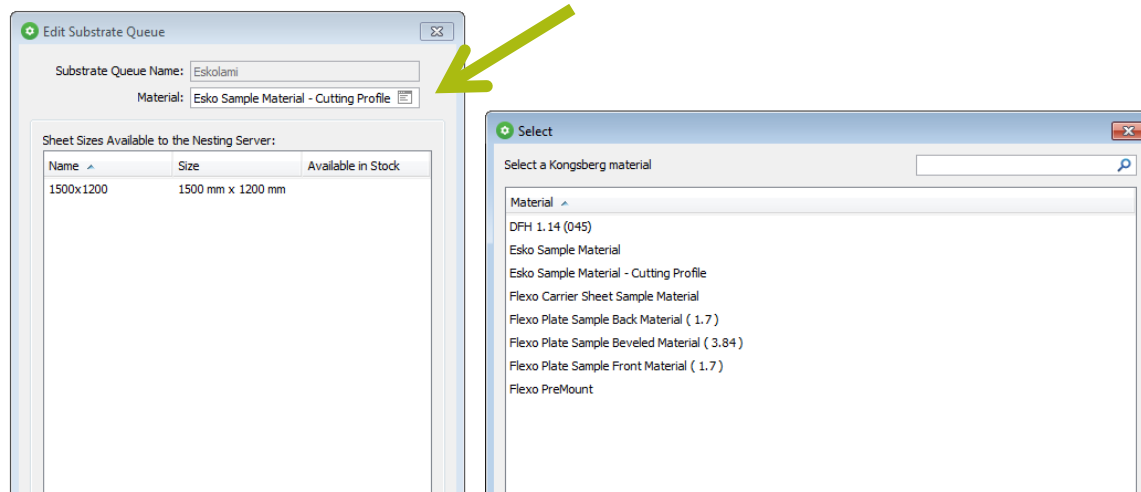 Edit Substrate Queue
Substrate Queue Name: Eskolami
Material: Esko Sample Material - Cutting Profile
Sheet Sizes Available to the Nesting Server:
Name Size Available in Stock
1500x1200 1500 mm x 1200 mm
Select
Select a Kongsberg material
Material
DFH 1.14 (045)
Esko Sample Material
Esko Sample Material - Cutting Profile
Flexo Carrier Sheet Sample Material
Flexo Plate Sample Back Material ( 1.7 )
Flexo Plate Sample Beveled Material ( 3.84 )
Flexo Plate Sample Front Material ( 1.7 )
Flexo PreMount